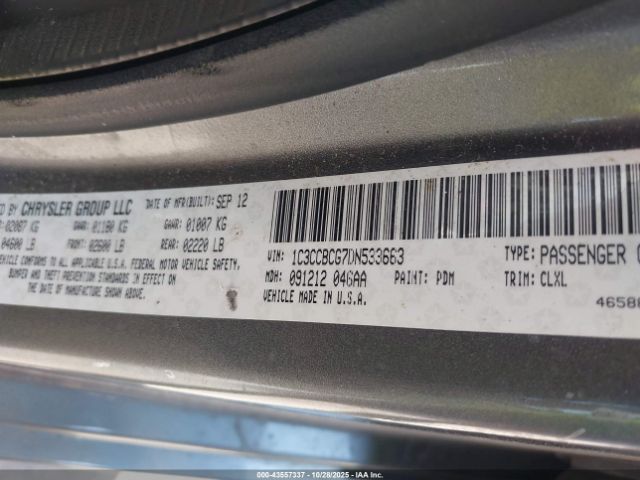 ED BY CHRYSLER GROUP LLC DATE OF MFR(BUILT): SEP 12
: 02087 KG GAWR: 01180 KG GAWR: 01007 KG
: 04600 LB FRONT: 02600 LB REAR: 02220 LB
VEHICLE CONFORMS TO ALL APPLICABLE U.S.A. FEDERAL MOTOR VEHICLE SAFETY,
BUMPER AND THEFT PREVENTION STANDARDS IN EFFECT ON
THE DATE OF MANUFACTURE SHOWN ABOVE.
VIN: 1C3CCBCG7DN533663 TYPE: PASSENGER
MDH: 091212 046AA PAINT: PDM TRIM: CLXL
VEHICLE MADE IN U.S.A.
4658
000-43557337 | 10/28/2025 | IAA, Inc.